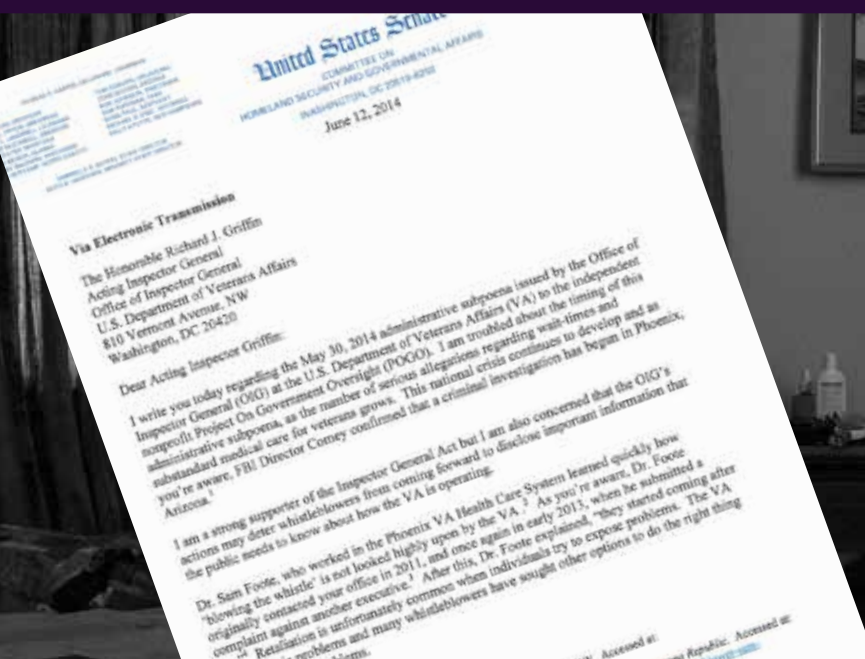 United States Senate
COMMITTEE ON
HOMELAND SECURITY AND GOVERNMENTAL AFFAIRS
WASHINGTON, DC 20510-6250
June 12, 2014
Via Electronic Transmission
The Honorable Richard J. Griffin
Acting Inspector General
Office of Inspector General
U.S. Department of Veterans Affairs
810 Vermont Avenue, NW
Washington, DC 20420
Dear Acting Inspector Griffin:
I write you today regarding the May 30, 2014 administrative subpoena issued by the Office of
Inspector General (OIG) at the U.S. Department of Veterans Affairs (VA) to the independent
nonprofit Project On Government Oversight (POGO). I am troubled about the timing of this
administrative subpoena, as the number of serious allegations regarding wait-times and
substandard medical care for veterans grows. This national crisis continues to develop and as
you're aware, FBI Director Comey confirmed that a criminal investigation has begun in Phoenix,
Arizona.1
I am a strong supporter of the Inspector General Act but I am also concerned that the OIG's
actions may deter whistleblowers from coming forward to disclose important information that
the public needs to know about how the VA is operating.
Dr. Sam Foote, who worked in the Phoenix VA Health Care System learned quickly how
"blowing the whistle" is not looked highly upon by the VA.2 As you're aware, Dr. Foote
originally contacted your office in 2011, and once again in early 2013, when he submitted a
complaint against another executive.3 After this, Dr. Foote explained, "they started coming after
Retaliation is unfortunately common when individuals try to expose problems. The VA
problems and many whistleblowers have sought other options to do the right thing
Accessed at:
Republic. Accessed at: